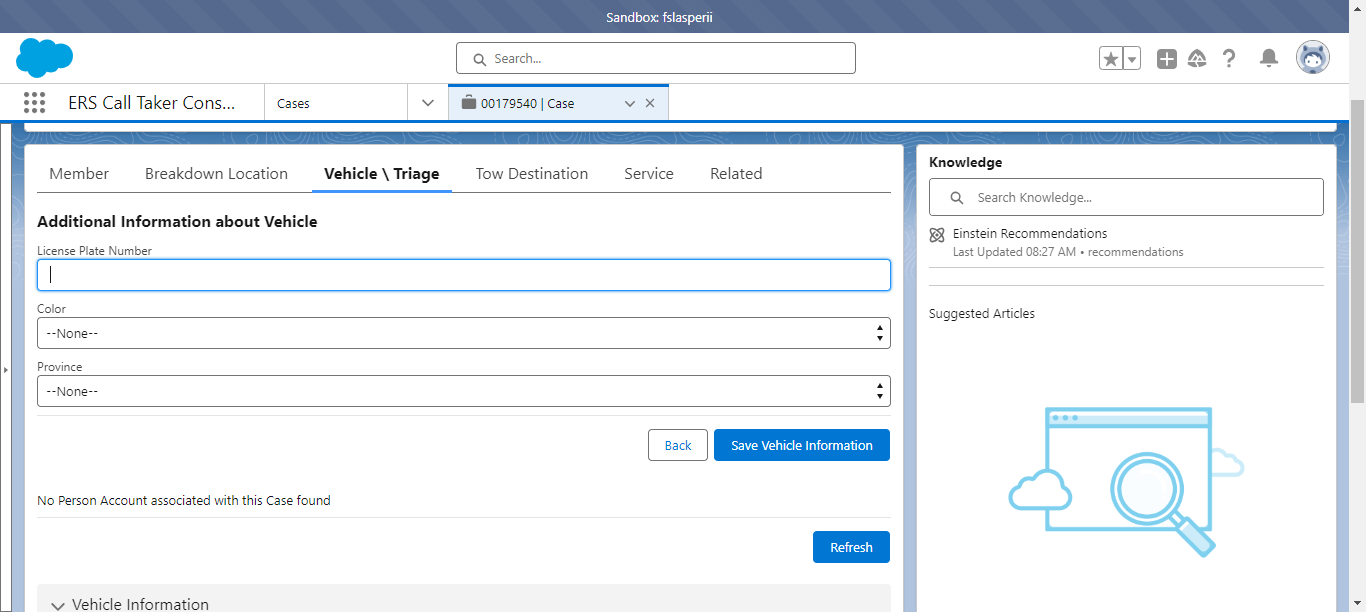 Sandbox: fslasperii
Search...
ERS Call Taker Cons...
Cases
00179540 | Case
Member
Breakdown Location
Vehicle \ Triage
Tow Destination
Service
Related
Additional Information about Vehicle
License Plate Number
Color
--None--
Province
--None--
Back
Save Vehicle Information
No Person Account associated with this Case found
Refresh
Vehicle Information
Knowledge
Search Knowledge...
Einstein Recommendations
Last Updated 08:27 AM • recommendations
Suggested Articles